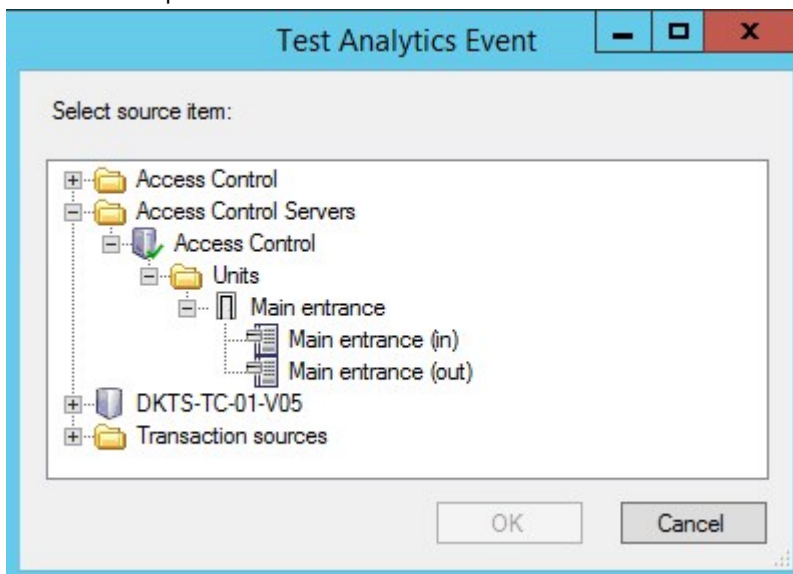 Test Analytics Event
Select source item:
Access Control
Access Control Servers
Access Control
Units
Main entrance
Main entrance (in)
Main entrance (out)
DKTS-TC-01-V05
Transaction sources
OK Cancel